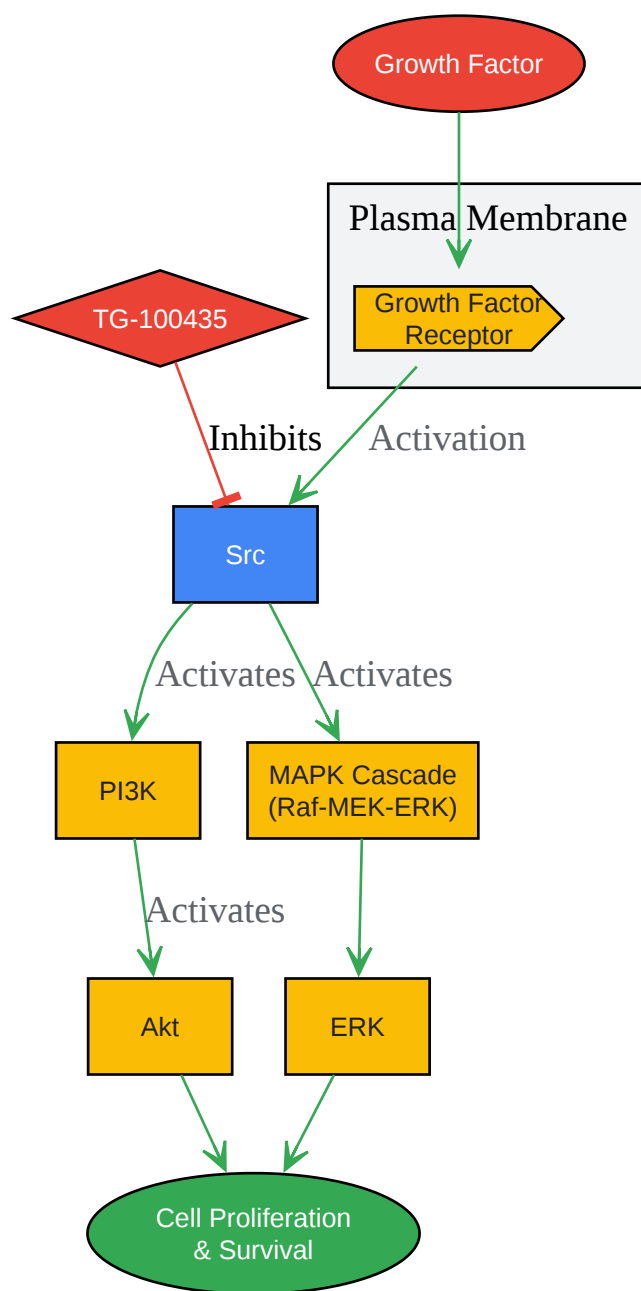 Growth Factor
Plasma Membrane
Growth Factor
Receptor
TG-100435
Inhibits
Activation
Src
Activates
Activates
PI3K
MAPK Cascade
(Raf-MEK-ERK)
Activates
Akt
ERK
Cell Proliferation
& Survival